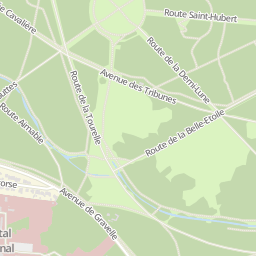 Route Saint-Hubert
Cavalière
Route de la Demi-Lune
Avenue des Tribunes
Route de la Tourelle
Route Aimable
Route de la Belle-Etoile
Avenue de Gravelle